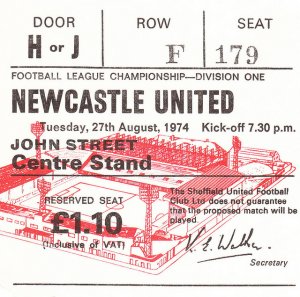 DOOR ROW SEAT
H or J F 179
FOOTBALL LEAGUE CHAMPIONSHIP—DIVISION ONE
NEWCASTLE UNITED
Tuesday, 27th August, 1974 Kick-off 7.30 p.m.
JOHN STREET
Centre Stand
RESERVED SEAT
£1.10
(Inclusive of VAT)
The Sheffield United Football
Club Ltd does not guarantee
that the proposed match will be
played
Secretary